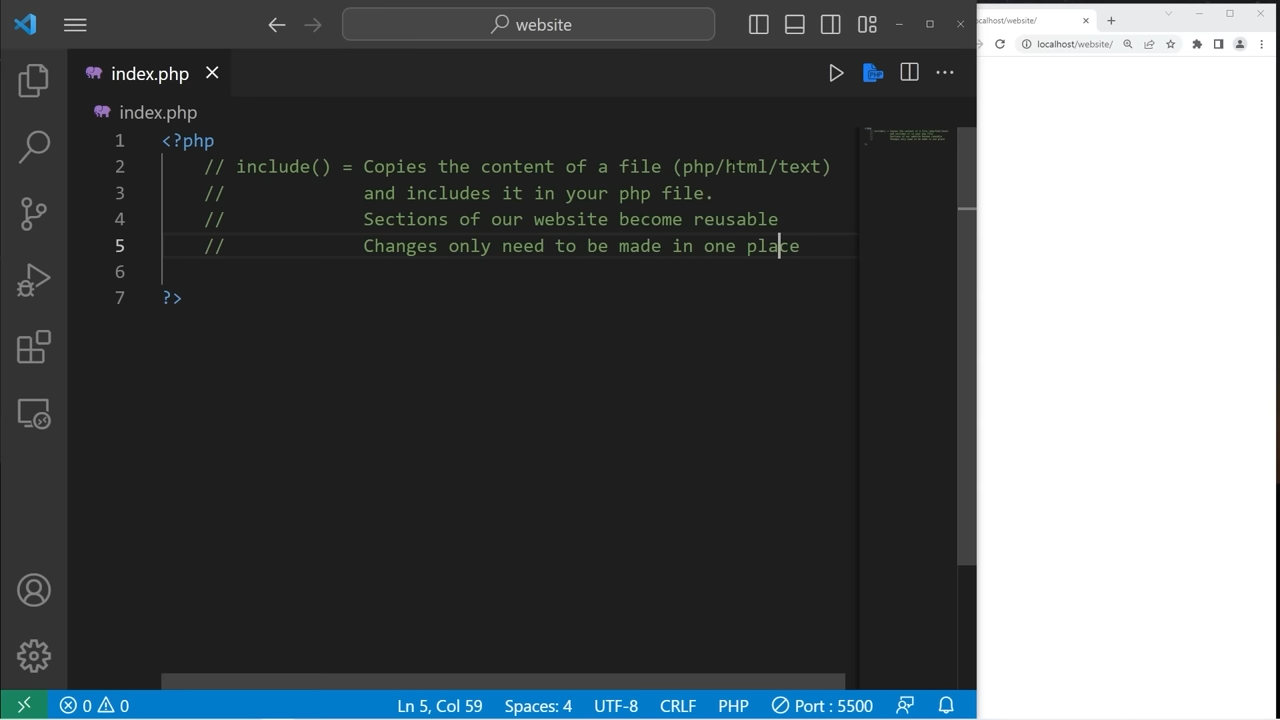 website
index.php
index.php
1 <?php
2 // include() = Copies the content of a file (php/html/text)
3 // and includes it in your php file.
4 // Sections of our website become reusable
5 // Changes only need to be made in one place
6
7 ?>
0 0 Ln 5, Col 59 Spaces: 4 UTF-8 CRLF PHP Port : 5500
ocalhost/website/
localhost/website/